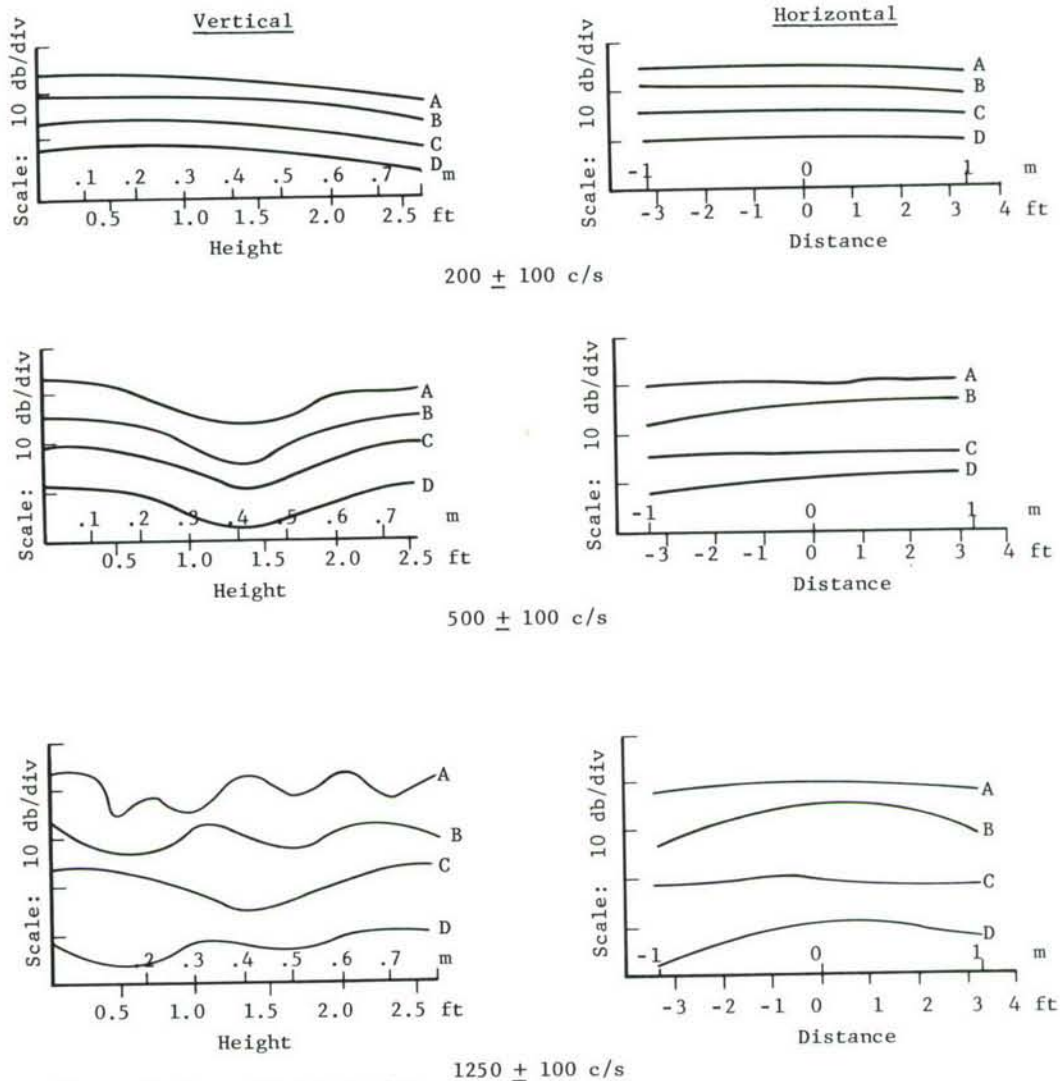 Vertical
Horizontal
Scale: 10 db/div
A
B
C
D
.1 .2 .3 .4 .5 .6 .7 m
0.5 1.0 1.5 2.0 2.5 ft
Height
Scale: 10 db/div
A
B
C
D
-1 0 1 m
-3 -2 -1 0 1 2 3 4 ft
Distance
200 ± 100 c/s
Scale: 10 db/div
A
B
C
D
.1 .2 .3 .4 .5 .6 .7 m
0.5 1.0 1.5 2.0 2.5 ft
Height
Scale: 10 db/div
A
B
C
D
-1 0 1 m
-3 -2 -1 0 1 2 3 4 ft
Distance
500 ± 100 c/s
Scale: 10 db/div
A
B
C
D
.2 .3 .4 .5 .6 .7 m
0.5 1.0 1.5 2.0 2.5 ft
Height
Scale: 10 db/div
A
B
C
D
-1 0 1 m
-3 -2 -1 0 1 2 3 4 ft
Distance
1250 ± 100 c/s